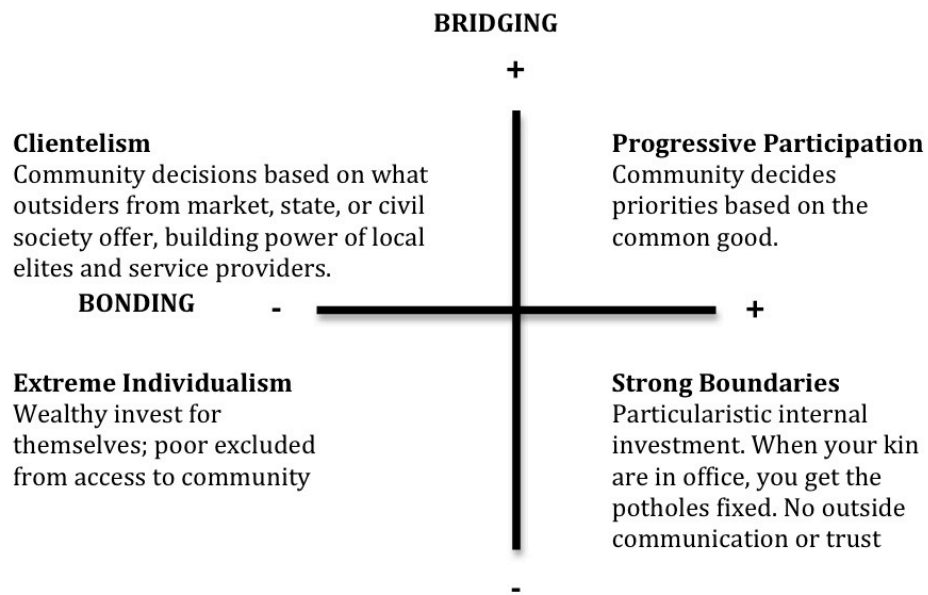 BRIDGING
+
Clientelism
Community decisions based on what
outsiders from market, state, or civil
society offer, building power of local
elites and service providers.
Progressive Participation
Community decides
priorities based on the
common good.
BONDING - +
Extreme Individualism
Wealthy invest for
themselves; poor excluded
from access to community
Strong Boundaries
Particularistic internal
investment. When your kin
are in office, you get the
potholes fixed. No outside
communication or trust
-